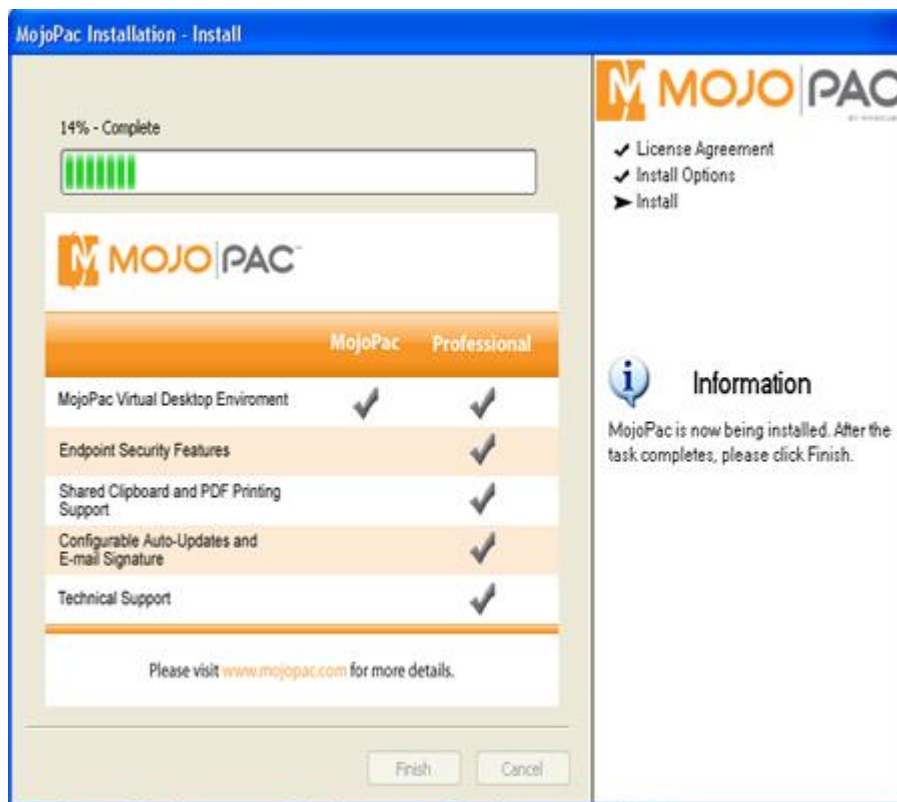 MojoPac Installation - Install
14% - Complete
MOJO PAC
MojoPac Professional
MojoPac Virtual Desktop Enviroment
Endpoint Security Features
Shared Clipboard and PDF Printing
Support
Configurable Auto-Updates and
E-mail Signature
Technical Support
Please visit www.mojopac.com for more details.
Finish Cancel
MOJO PAC
License Agreement
Install Options
Install
Information
MojoPac is now being installed. After the
task completes, please click Finish.